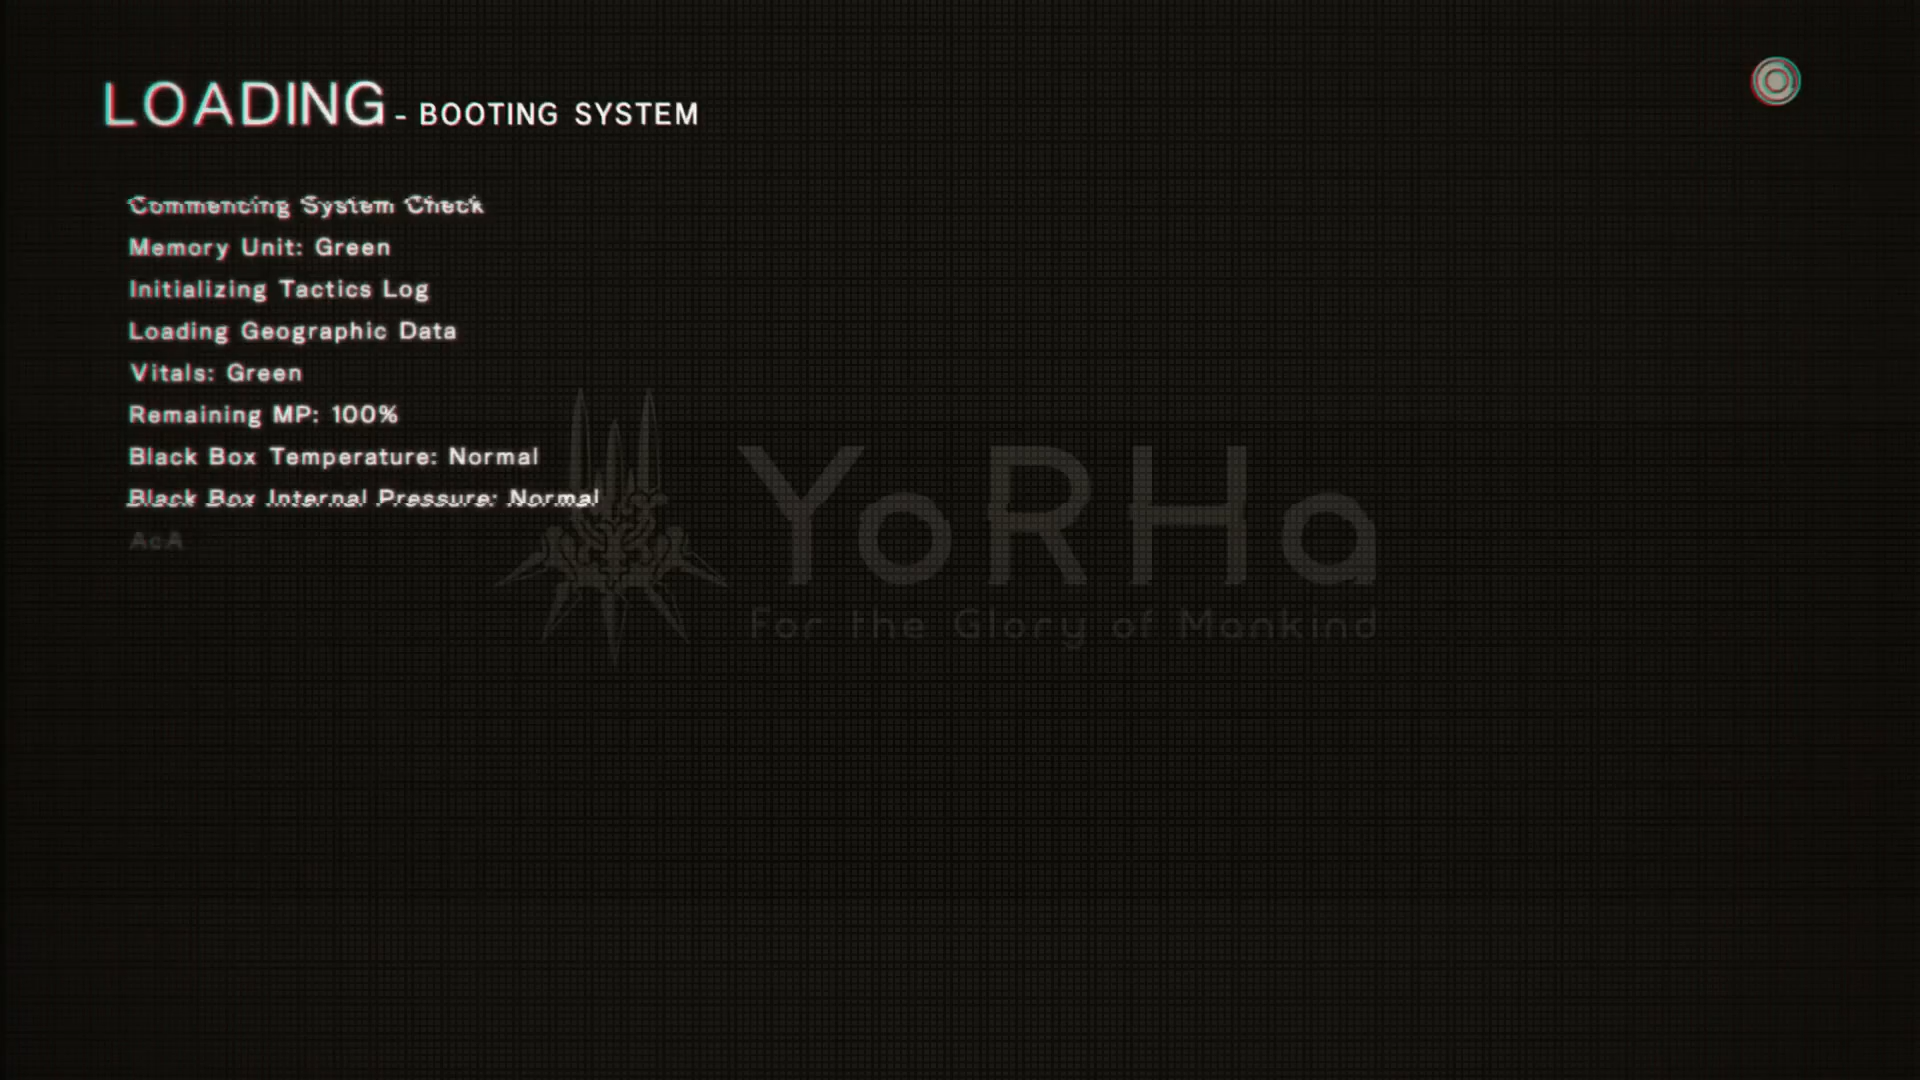 LOADING - BOOTING SYSTEM
Commencing System Check
Memory Unit: Green
Initializing Tactics Log
Loading Geographic Data
Vitals: Green
Remaining MP: 100%
Black Box Temperature: Normal
Black Box Internal Pressure: Normal
AcA
YoRHa
For the Glory of Mankind